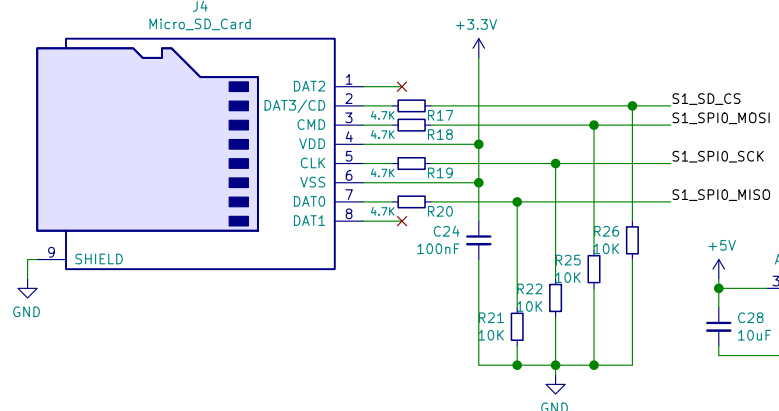 J4
Micro_SD_Card
+3.3V
DAT2 1
DAT3/CD 2 S1_SD_CS
4.7K R17
CMD 3 S1_SPI0_MOSI
R18
VDD 4
4.7K
CLK 5 S1_SPI0_SCK
4.7K R19
VSS 6
DAT0 7 S1_SPI0_MISO
4.7K R20
DAT1 8
C24
100nF
R26
10K
R25
10K
R22
10K
R21
10K
GND
9 SHIELD
GND
+5V
A
3
C28
10uF